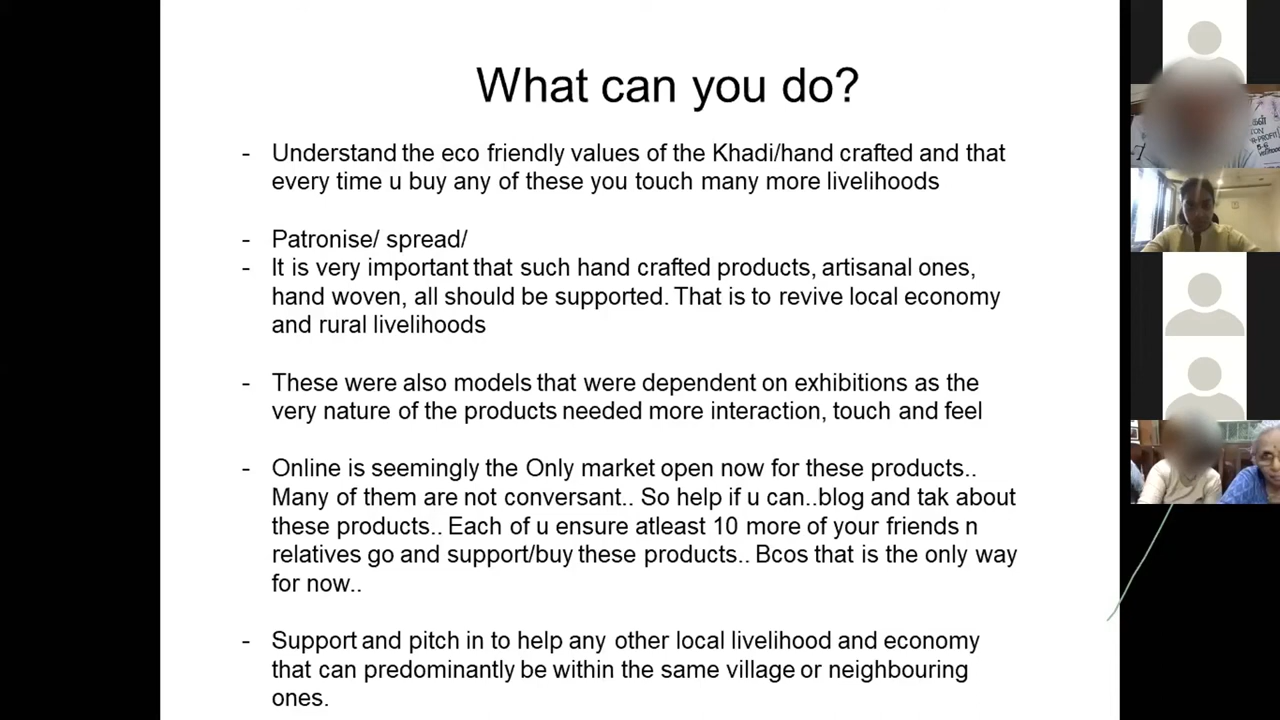 What can you do?
- Understand the eco friendly values of the Khadi/hand crafted and that
every time u buy any of these you touch many more livelihoods
- Patronise/ spread/
- It is very important that such hand crafted products, artisanal ones,
hand woven, all should be supported. That is to revive local economy
and rural livelihoods
- These were also models that were dependent on exhibitions as the
very nature of the products needed more interaction, touch and feel
- Online is seemingly the Only market open now for these products..
Many of them are not conversant.. So help if u can..blog and tak about
these products.. Each of u ensure atleast 10 more of your friends n
relatives go and support/buy these products.. Bcos that is the only way
for now..
- Support and pitch in to help any other local livelihood and economy
that can predominantly be within the same village or neighbouring
ones.